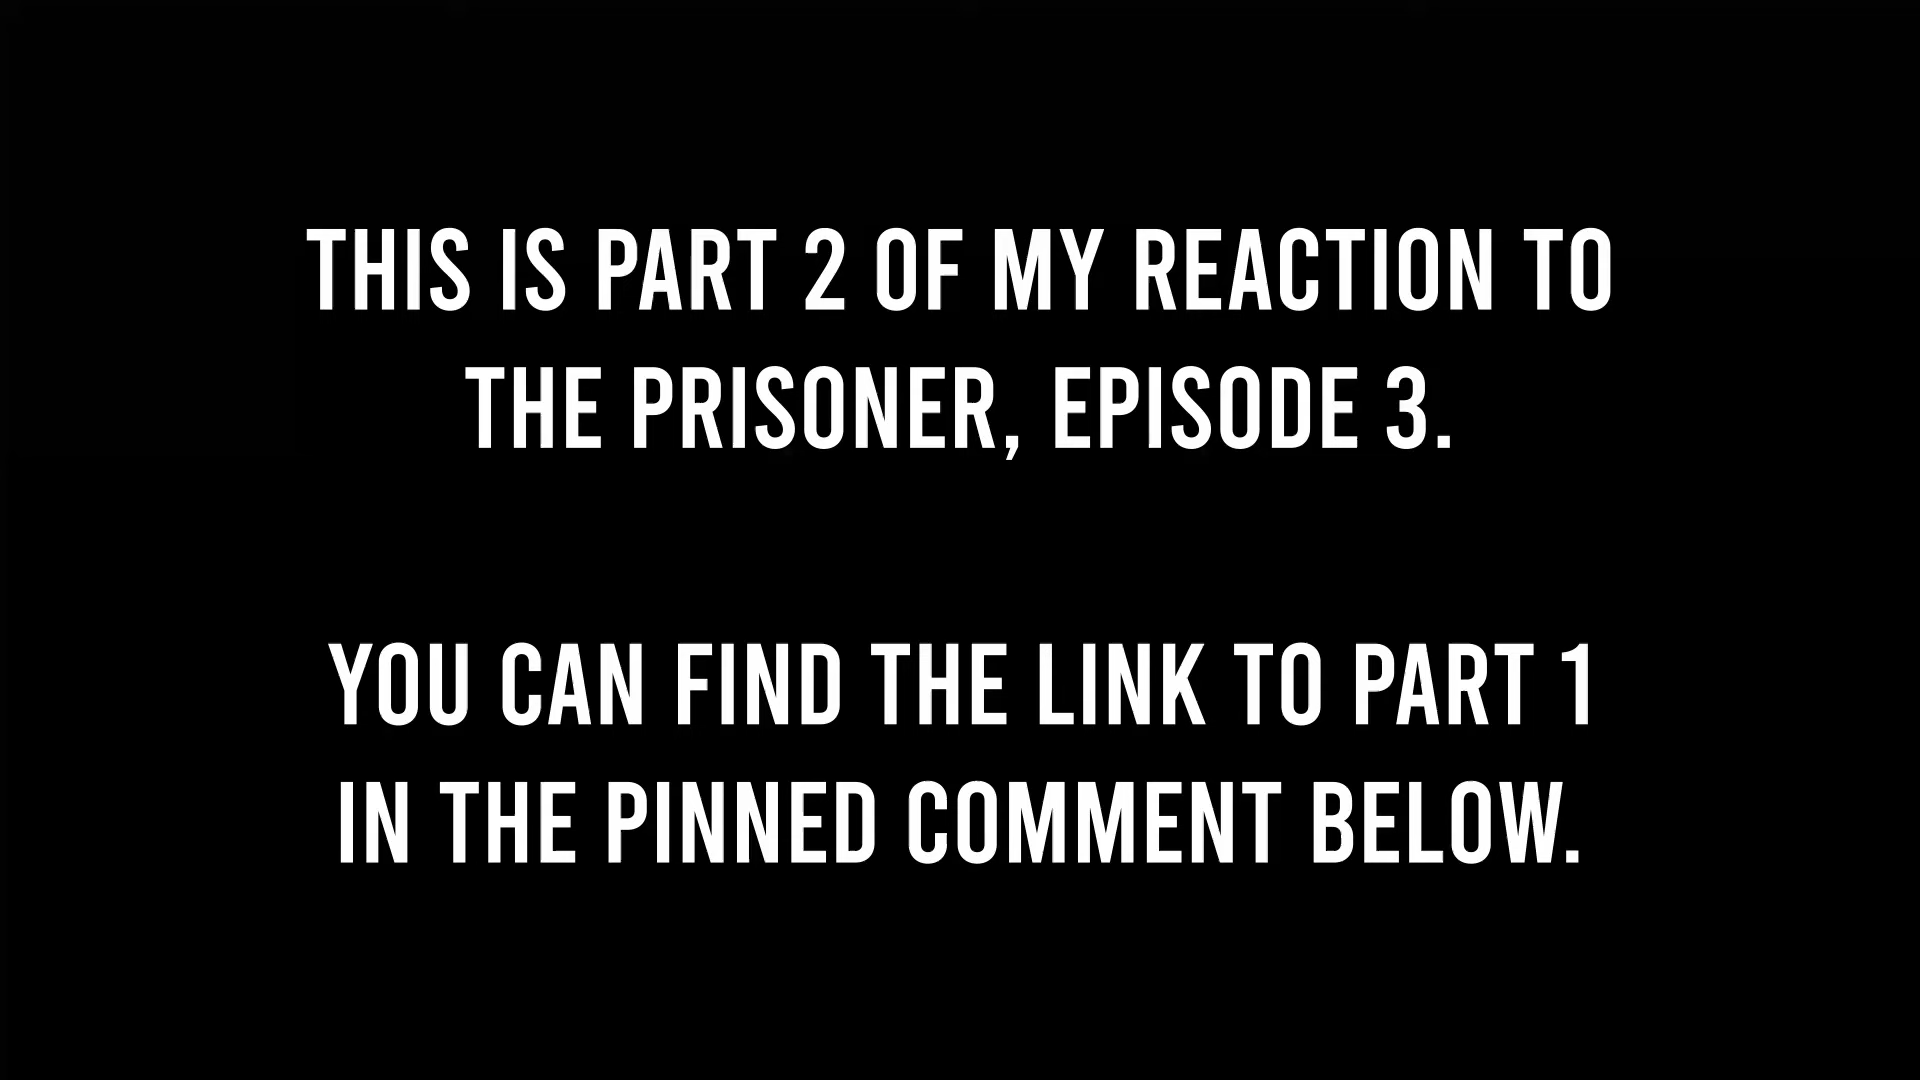 THIS IS PART 2 OF MY REACTION TO
THE PRISONER, EPISODE 3.
YOU CAN FIND THE LINK TO PART 1
IN THE PINNED COMMENT BELOW.